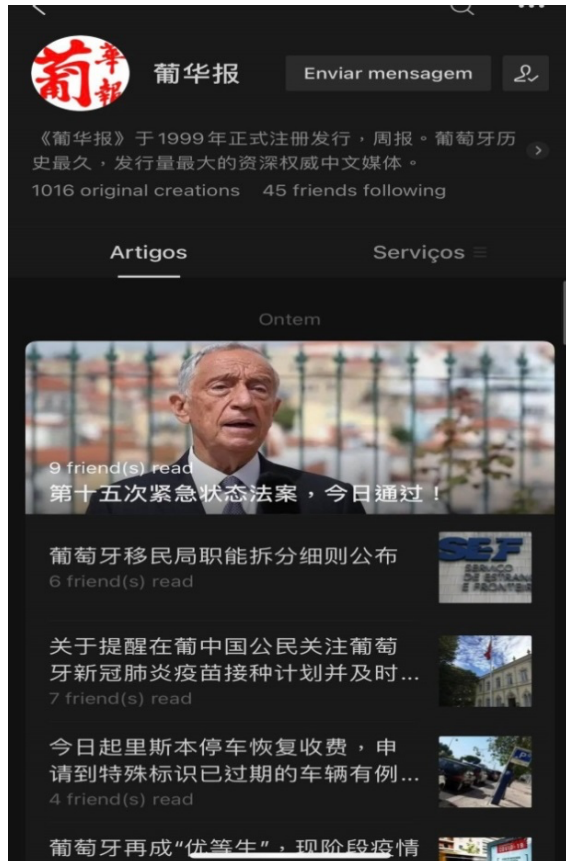 葡華報
葡华报
Enviar mensagem
《葡华报》于1999年正式注册发行，周报。葡萄牙历
史最久，发行量最大的资深权威中文媒体。
1016 original creations 45 friends following
Artigos Serviços
Ontem
9 friend(s) read
第十五次紧急状态法案，今日通过！
葡萄牙移民局职能拆分细则公布
6 friend(s) read
SEF
SERVIÇO
DE ESTRAN
E FRONTEIR
关于提醒在葡中国公民关注葡萄
牙新冠肺炎疫苗接种计划并及时...
7 friend(s) read
今日起里斯本停车恢复收费，申
请到特殊标识已过期的车辆有例...
4 friend(s) read
P
葡萄牙再成“优等生”，现阶段疫情